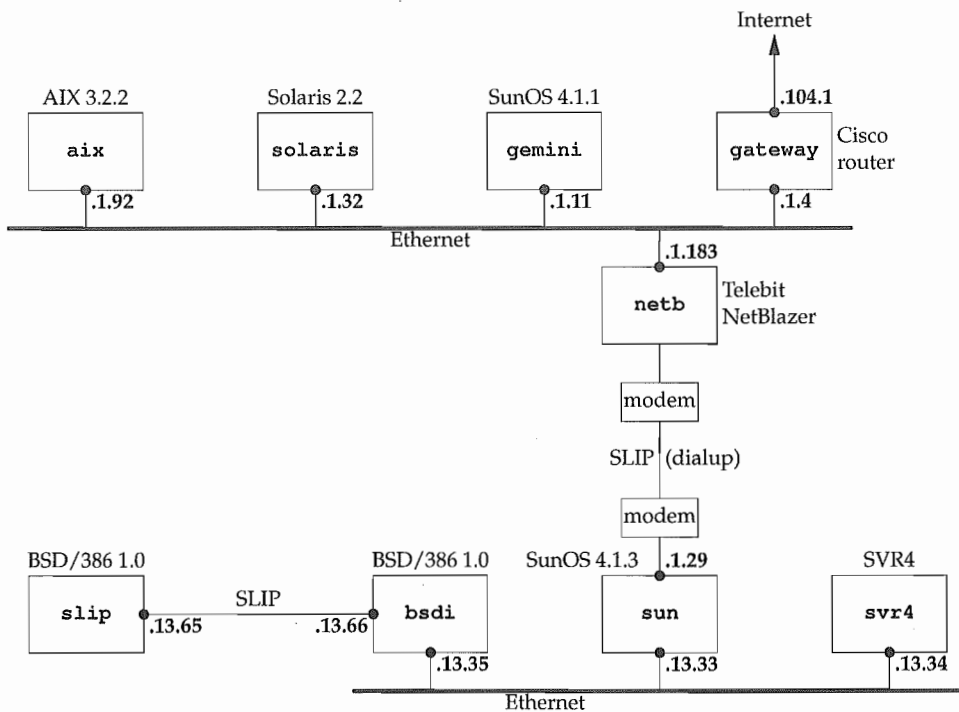 Internet
AIX 3.2.2
Solaris 2.2
SunOS 4.1.1
.104.1
aix
solaris
gemini
gateway
Cisco
router
.1.92
.1.32
.1.11
.1.4
Ethernet
.1.183
netb
Telebit
NetBlazer
modem
SLIP (dialup)
modem
BSD/386 1.0
BSD/386 1.0
SunOS 4.1.3
.1.29
SVR4
slip
SLIP
bsdi
sun
svr4
.13.65
.13.66
.13.35
.13.33
.13.34
Ethernet